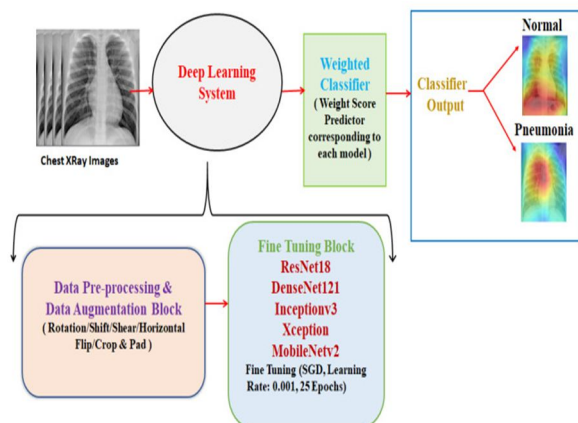 Chest XRay Images
Deep Learning
System
Weighted
Classifier
( Weight Score
Predictor
corresponding to
each model )
Classifier
Output
Normal
Pneumonia
Data Pre-processing &
Data Augmentation Block
( Rotation/Shift/Shear/Horizontal
Flip/Crop & Pad )
Fine Tuning Block
ResNet18
DenseNet121
Inceptionv3
Xception
MobileNetv2
Fine Tuning (SGD, Learning
Rate: 0.001, 25 Epochs)